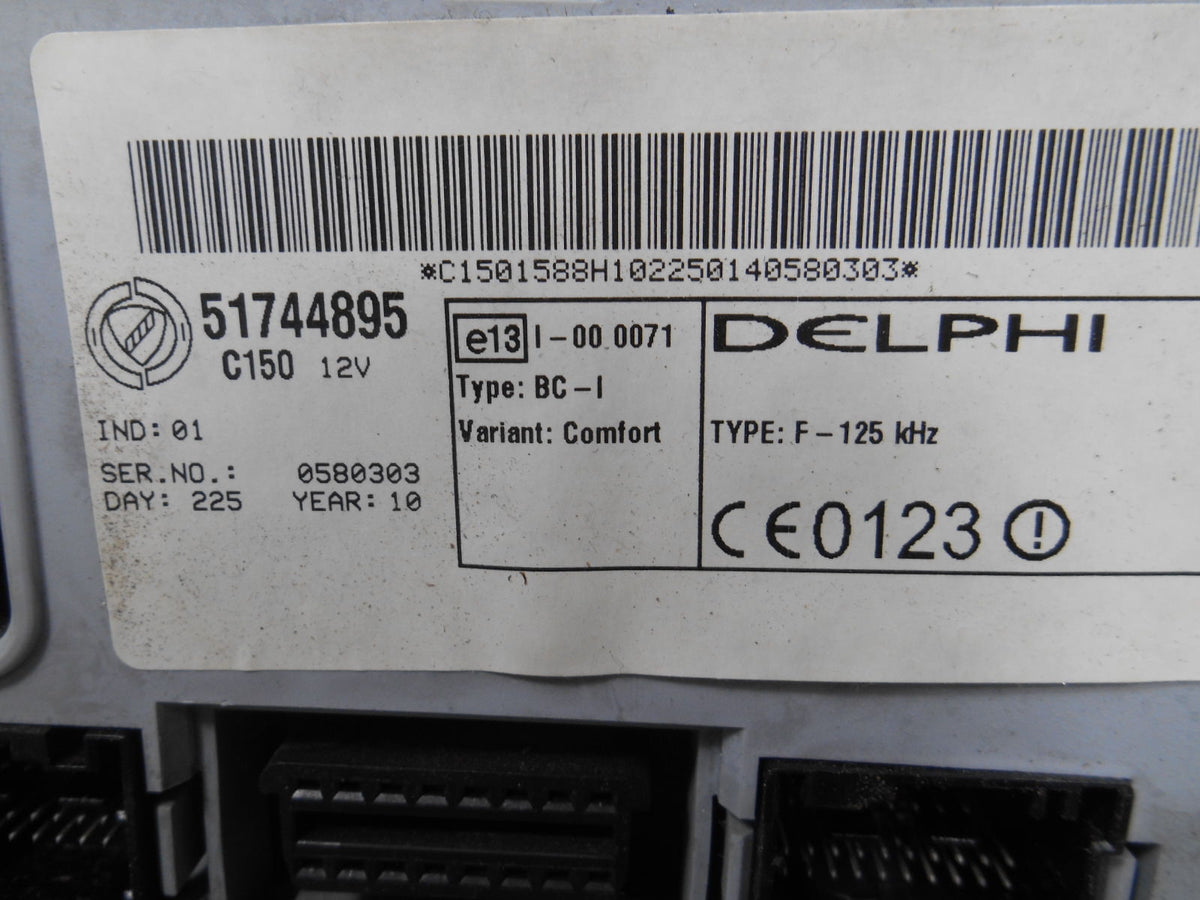 *C1501588H102250140580303*
51744895
C150 12V
IND: 01
SER.NO.: 0580303
DAY: 225 YEAR: 10
e13 I-00 0071
Type: BC-I
Variant: Comfort
DELPHI
TYPE: F-125 kHz
CE0123